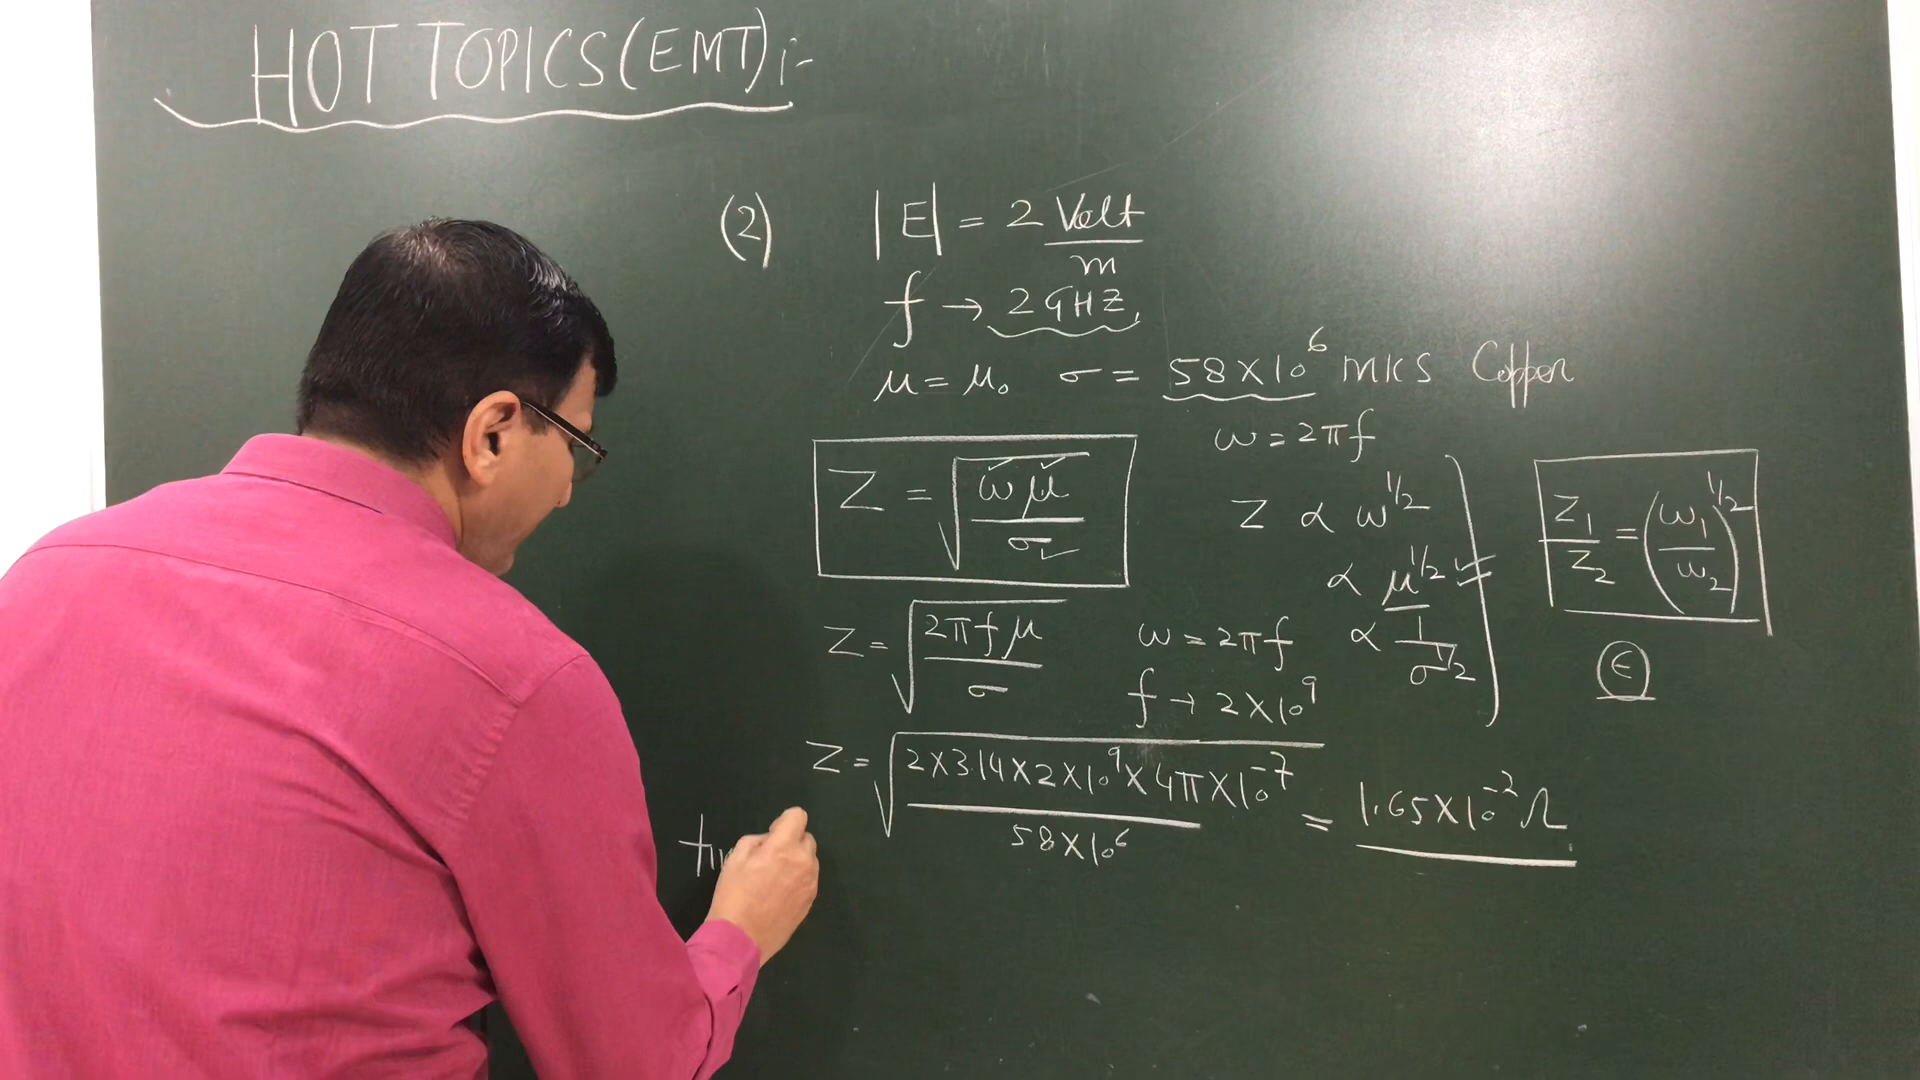 HOT TOPICS (EMT) :-
(2) |E| = 2 Volt/m
f → 2 GHZ.
μ = μ₀ σ = 58 × 10⁶ MKS Copper
ω = 2πf
Z = √(ωμ/σ)
Z ∝ ω^1/2
∝ μ^1/2
∝ 1/σ^1/2
Z₁/Z₂ = (ω₁/ω₂)^1/2
∈
Z = √(2πfμ/σ)
ω = 2πf
f → 2 × 10⁹
Z = √(2 × 3.14 × 2 × 10⁹ × 4π × 10⁻⁷ / 58 × 10⁶) = 1.65 × 10⁻² Ω